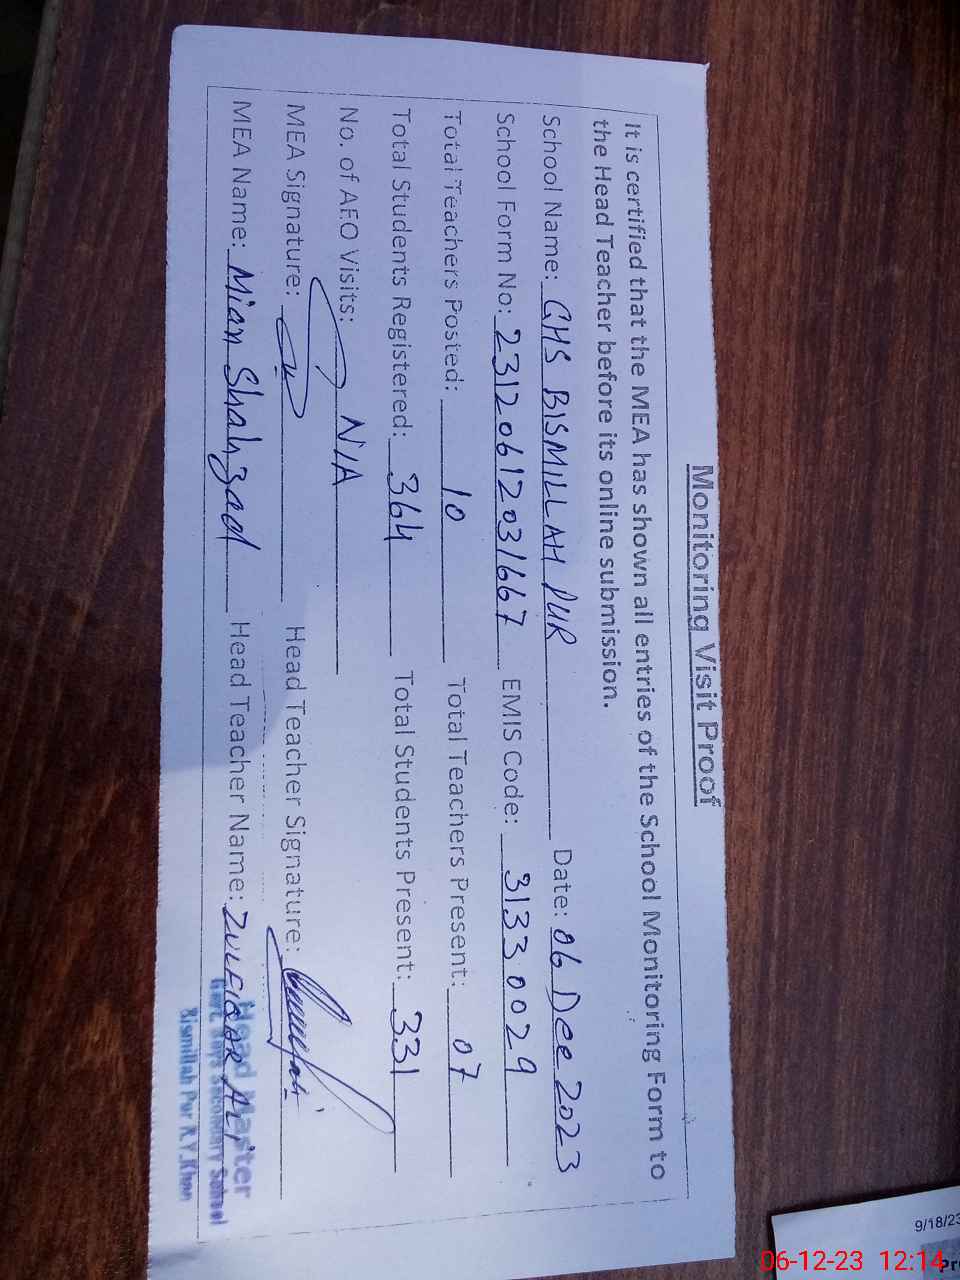 Monitoring Visit Proof
It is certified that the MEA has shown all entries of the School Monitoring Form to
the Head Teacher before its online submission.
School Name: GHS BISMILLAH PUR Date: 06 Dec 2023
School Form No: 23120612031667 EMIS Code: 31330029
Total Teachers Posted: 10 Total Teachers Present: 07
Total Students Registered: 364 Total Students Present: 331
No. of AEO Visits: N/A
MEA Signature: Head Teacher Signature:
MEA Name: Mian Shahzad Head Teacher Name: ZULFIQAR ALI
Head Master
Govt. Boys Secondary School
Bismillah Pur R.Y.Khan
9/18/23
06-12-23 12:14